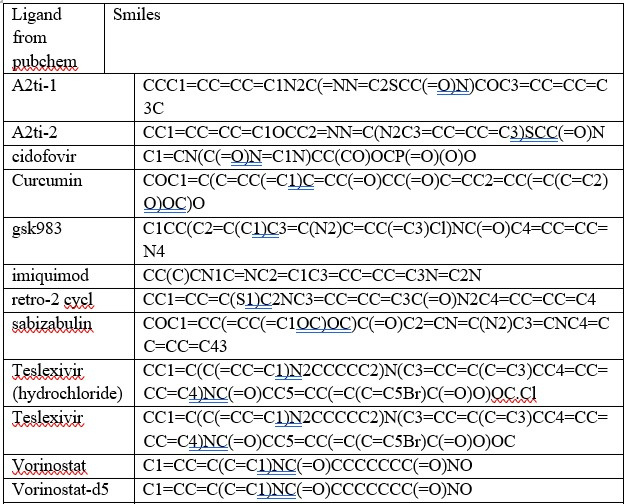 Ligand Smiles
from
pubchem
A2ti-1 CCC1=CC=CC=C1N2C(=NN=C2SCC(=O)N)COC3=CC=CC=C
3C
A2ti-2 CC1=CC=CC=C1OCC2=NN=C(N2C3=CC=CC=C3)SCC(=O)N
cidofovir C1=CN(C(=O)N=C1N)CC(CO)OCP(=O)(O)O
Curcumin COC1=C(C=CC(=C1)C=CC(=O)CC(=O)C=CC2=CC(=C(C=C2)
O)OC)O
gsk983 C1CC(C2=C(C1)C3=C(N2)C=CC(=C3)Cl)NC(=O)C4=CC=CC=
N4
imiquimod CC(C)CN1C=NC2=C1C3=CC=CC=C3N=C2N
retro-2 cycl CC1=CC=C(S1)C2NC3=CC=CC=C3C(=O)N2C4=CC=CC=C4
sabizabulin COC1=CC(=CC(=C1OC)OC)C(=O)C2=CN=C(N2)C3=CNC4=C
C=CC=C43
Teslexivir CC1=C(C(=CC=C1)N2CCCCC2)N(C3=CC=C(C=C3)CC4=CC=
(hydrochloride) CC=C4)NC(=O)CC5=CC(=C(C=C5Br)C(=O)O)OC.Cl
Teslexivir CC1=C(C(=CC=C1)N2CCCCC2)N(C3=CC=C(C=C3)CC4=CC=
CC=C4)NC(=O)CC5=CC(=C(C=C5Br)C(=O)O)OC
Vorinostat C1=CC=C(C=C1)NC(=O)CCCCCCC(=O)NO
Vorinostat-d5 C1=CC=C(C=C1)NC(=O)CCCCCCC(=O)NO